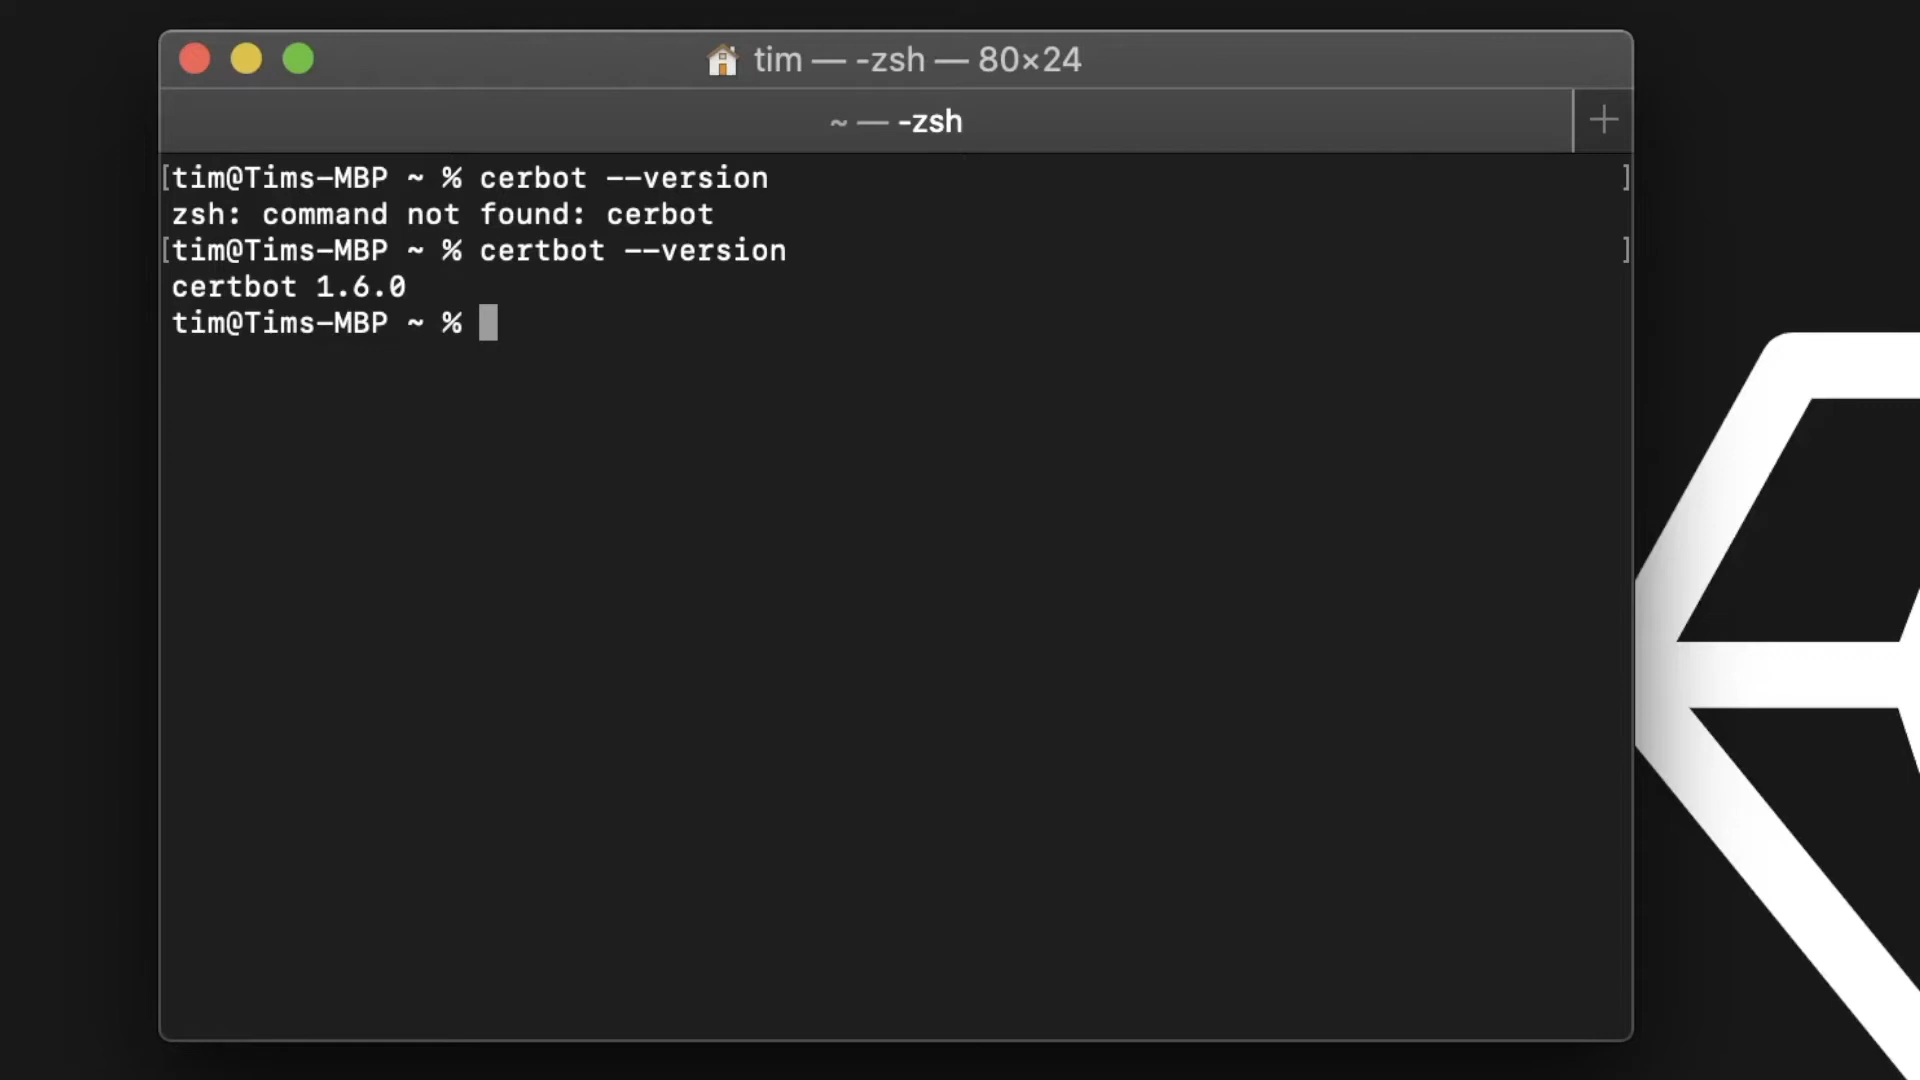 tim — -zsh — 80×24
~ — -zsh
[tim@Tims-MBP ~ % cerbot --version ]
zsh: command not found: cerbot
[tim@Tims-MBP ~ % certbot --version ]
certbot 1.6.0
tim@Tims-MBP ~ %